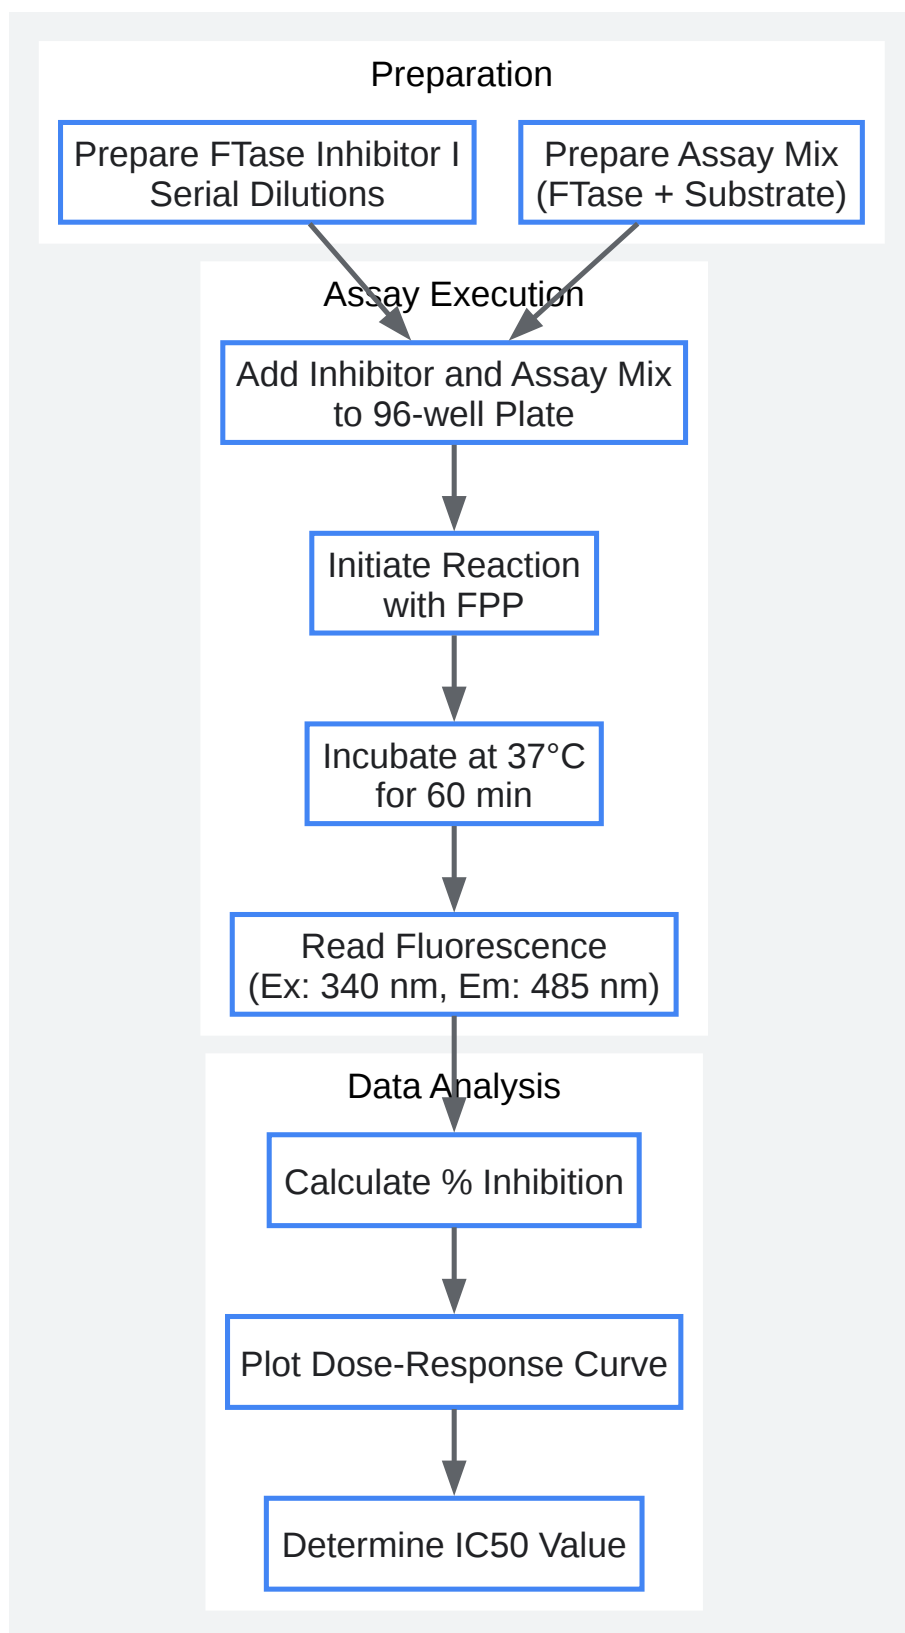 Preparation
Prepare FTase Inhibitor I
Serial Dilutions
Prepare Assay Mix
(FTase + Substrate)
Assay Execution
Add Inhibitor and Assay Mix
to 96-well Plate
Initiate Reaction
with FPP
Incubate at 37°C
for 60 min
Read Fluorescence
(Ex: 340 nm, Em: 485 nm)
Data Analysis
Calculate % Inhibition
Plot Dose-Response Curve
Determine IC50 Value